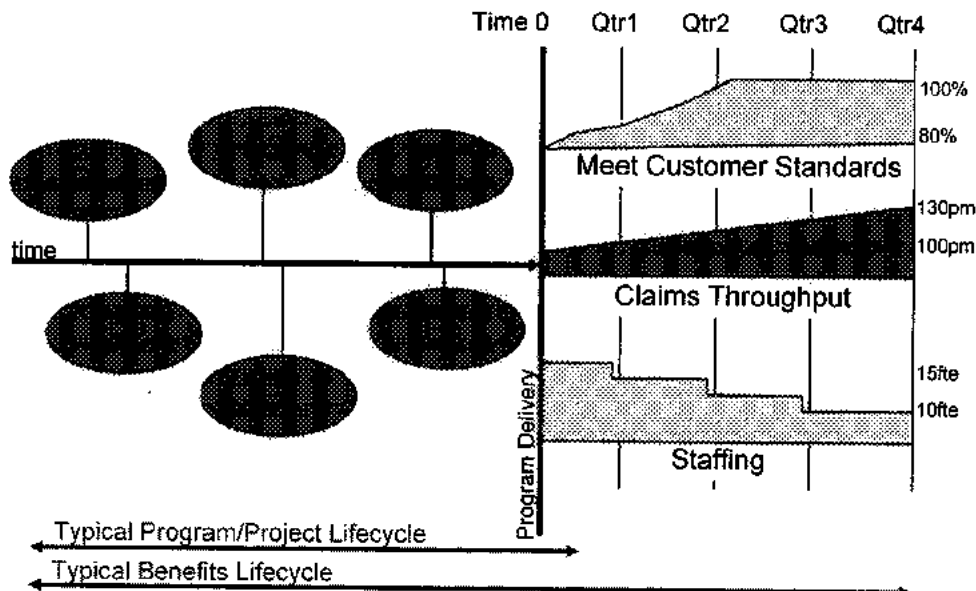 Time 0 Qtr1 Qtr2 Qtr3 Qtr4
100%
80%
Meet Customer Standards
130pm
100pm
time
Claims Throughput
15fte
10fte
Staffing
Program Delivery
Typical Program/Project Lifecycle
Typical Benefits Lifecycle